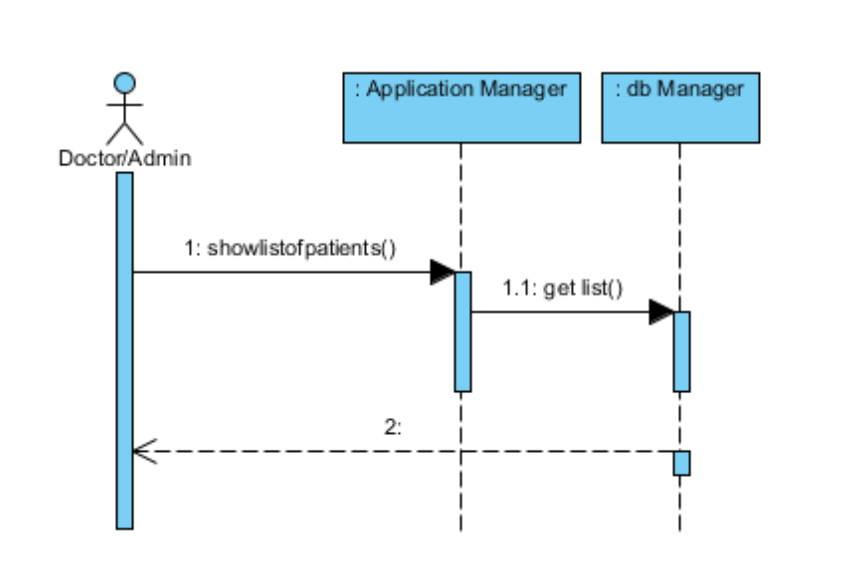 : Application Manager
: db Manager
Doctor/Admin
1: showlistofpatients()
1.1: get list()
2: